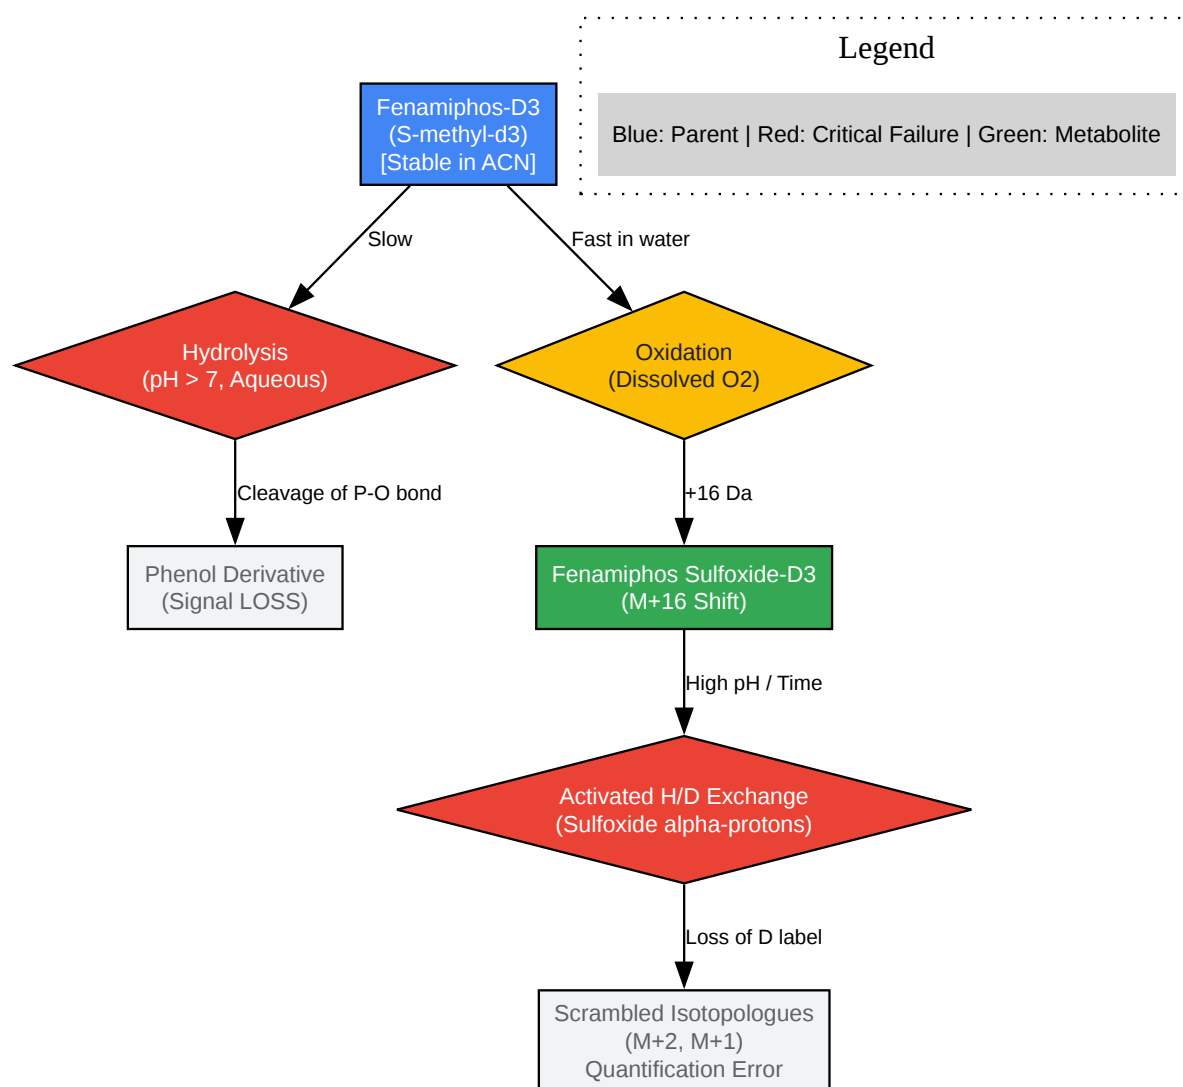 Legend
Blue: Parent | Red: Critical Failure | Green: Metabolite
Fenamiphos-D3
(S-methyl-d3)
[Stable in ACN]
Slow
Fast in water
Hydrolysis
(pH > 7, Aqueous)
Oxidation
(Dissolved O2)
Cleavage of P-O bond
+16 Da
Phenol Derivative
(Signal LOSS)
Fenamiphos Sulfoxide-D3
(M+16 Shift)
High pH / Time
Activated H/D Exchange
(Sulfoxide alpha-protons)
Loss of D label
Scrambled Isotopologues
(M+2, M+1)
Quantification Error